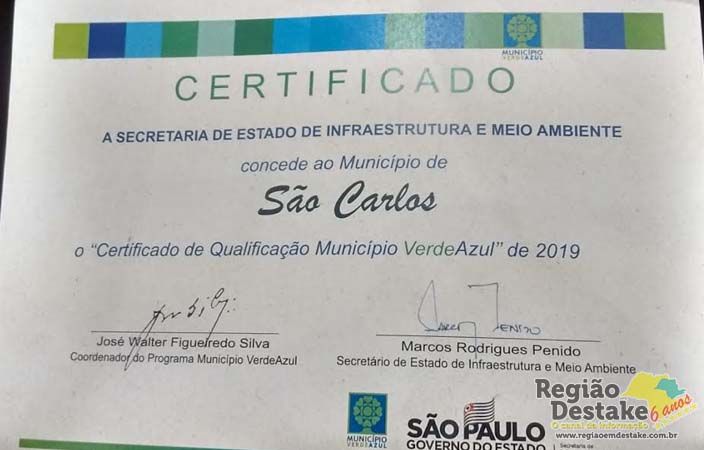 MUNICÍPIO
VERDEAZUL
CERTIFICADO
A SECRETARIA DE ESTADO DE INFRAESTRUTURA E MEIO AMBIENTE
concede ao Município de
São Carlos
o “Certificado de Qualificação Município VerdeAzul” de 2019
José Walter Figueiredo Silva
Coordenador do Programa Município VerdeAzul
Marcos Rodrigues Penido
Secretário de Estado de Infraestrutura e Meio Ambiente
MUNICÍPIO
VERDEAZUL
SÃO PAULO
GOVERNO DO ESTADO
Secretaria de
Região
Destake
6 anos
O canal da informação
www.regiaoemdestake.com.br